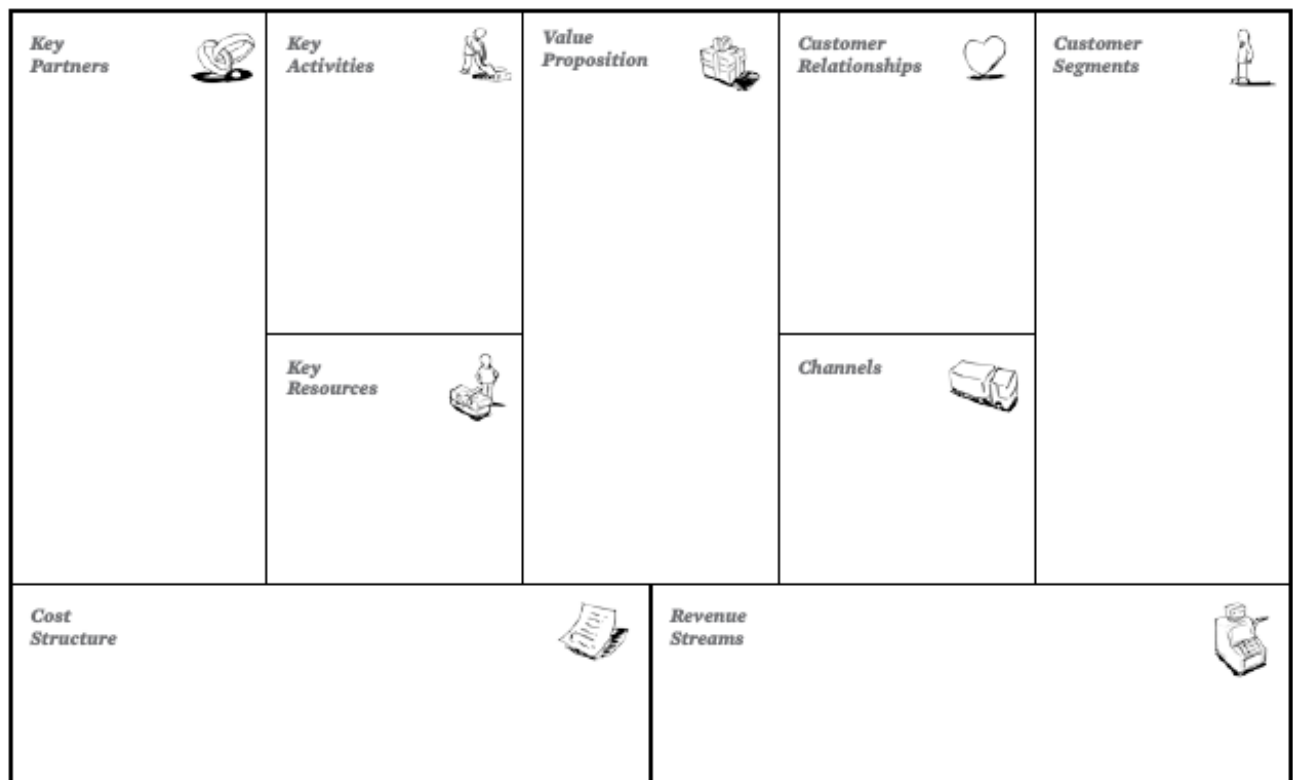 Key
Partners
Key
Activities
Value
Proposition
Customer
Relationships
Customer
Segments
Key
Resources
Channels
Cost
Structure
Revenue
Streams